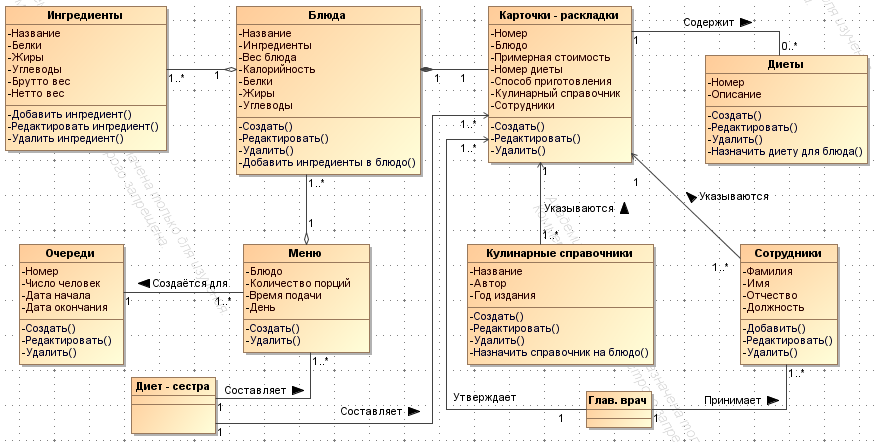 Ингредиенты
-Название
-Белки
-Жиры
-Углеводы
-Брутто вес
-Нетто вес
-Добавить ингредиент()
-Редактировать ингредиент()
-Удалить ингредиент()
1..*
1
Блюда
-Название
-Ингредиенты
-Вес блюда
-Калорийность
-Белки
-Жиры
-Углеводы
-Создать()
-Редактировать()
-Удалить()
-Добавить ингредиенты в блюдо()
1
1
Карточки - раскладки
-Номер
-Блюдо
-Примерная стоимость
-Номер диеты
-Способ приготовления
-Кулинарный справочник
-Сотрудники
-Создать()
-Редактировать()
-Удалить()
1..*
1..*
Содержит
1
0..*
Диеты
-Номер
-Описание
-Создать()
-Редактировать()
-Удалить()
-Назначить диету для блюда()
1..*
1
1
Указываются
1..*
1
Указываются
1..*
Очереди
-Номер
-Число человек
-Дата начала
-Дата окончания
-Создать()
-Редактировать()
-Удалить()
Создаётся для
1
1..*
Меню
-Блюдо
-Количество порций
-Время подачи
-День
-Создать()
-Удалить()
1..*
Кулинарные справочники
-Название
-Автор
-Год издания
-Создать()
-Редактировать()
-Удалить()
-Назначить справочник на блюдо()
Сотрудники
-Фамилия
-Имя
-Отчество
-Должность
-Добавить()
-Редактировать()
-Удалить()
1..*
Диет - сестра
Составляет
1
Составляет
1
Утверждает
1
Глав. врач
1
Принимает